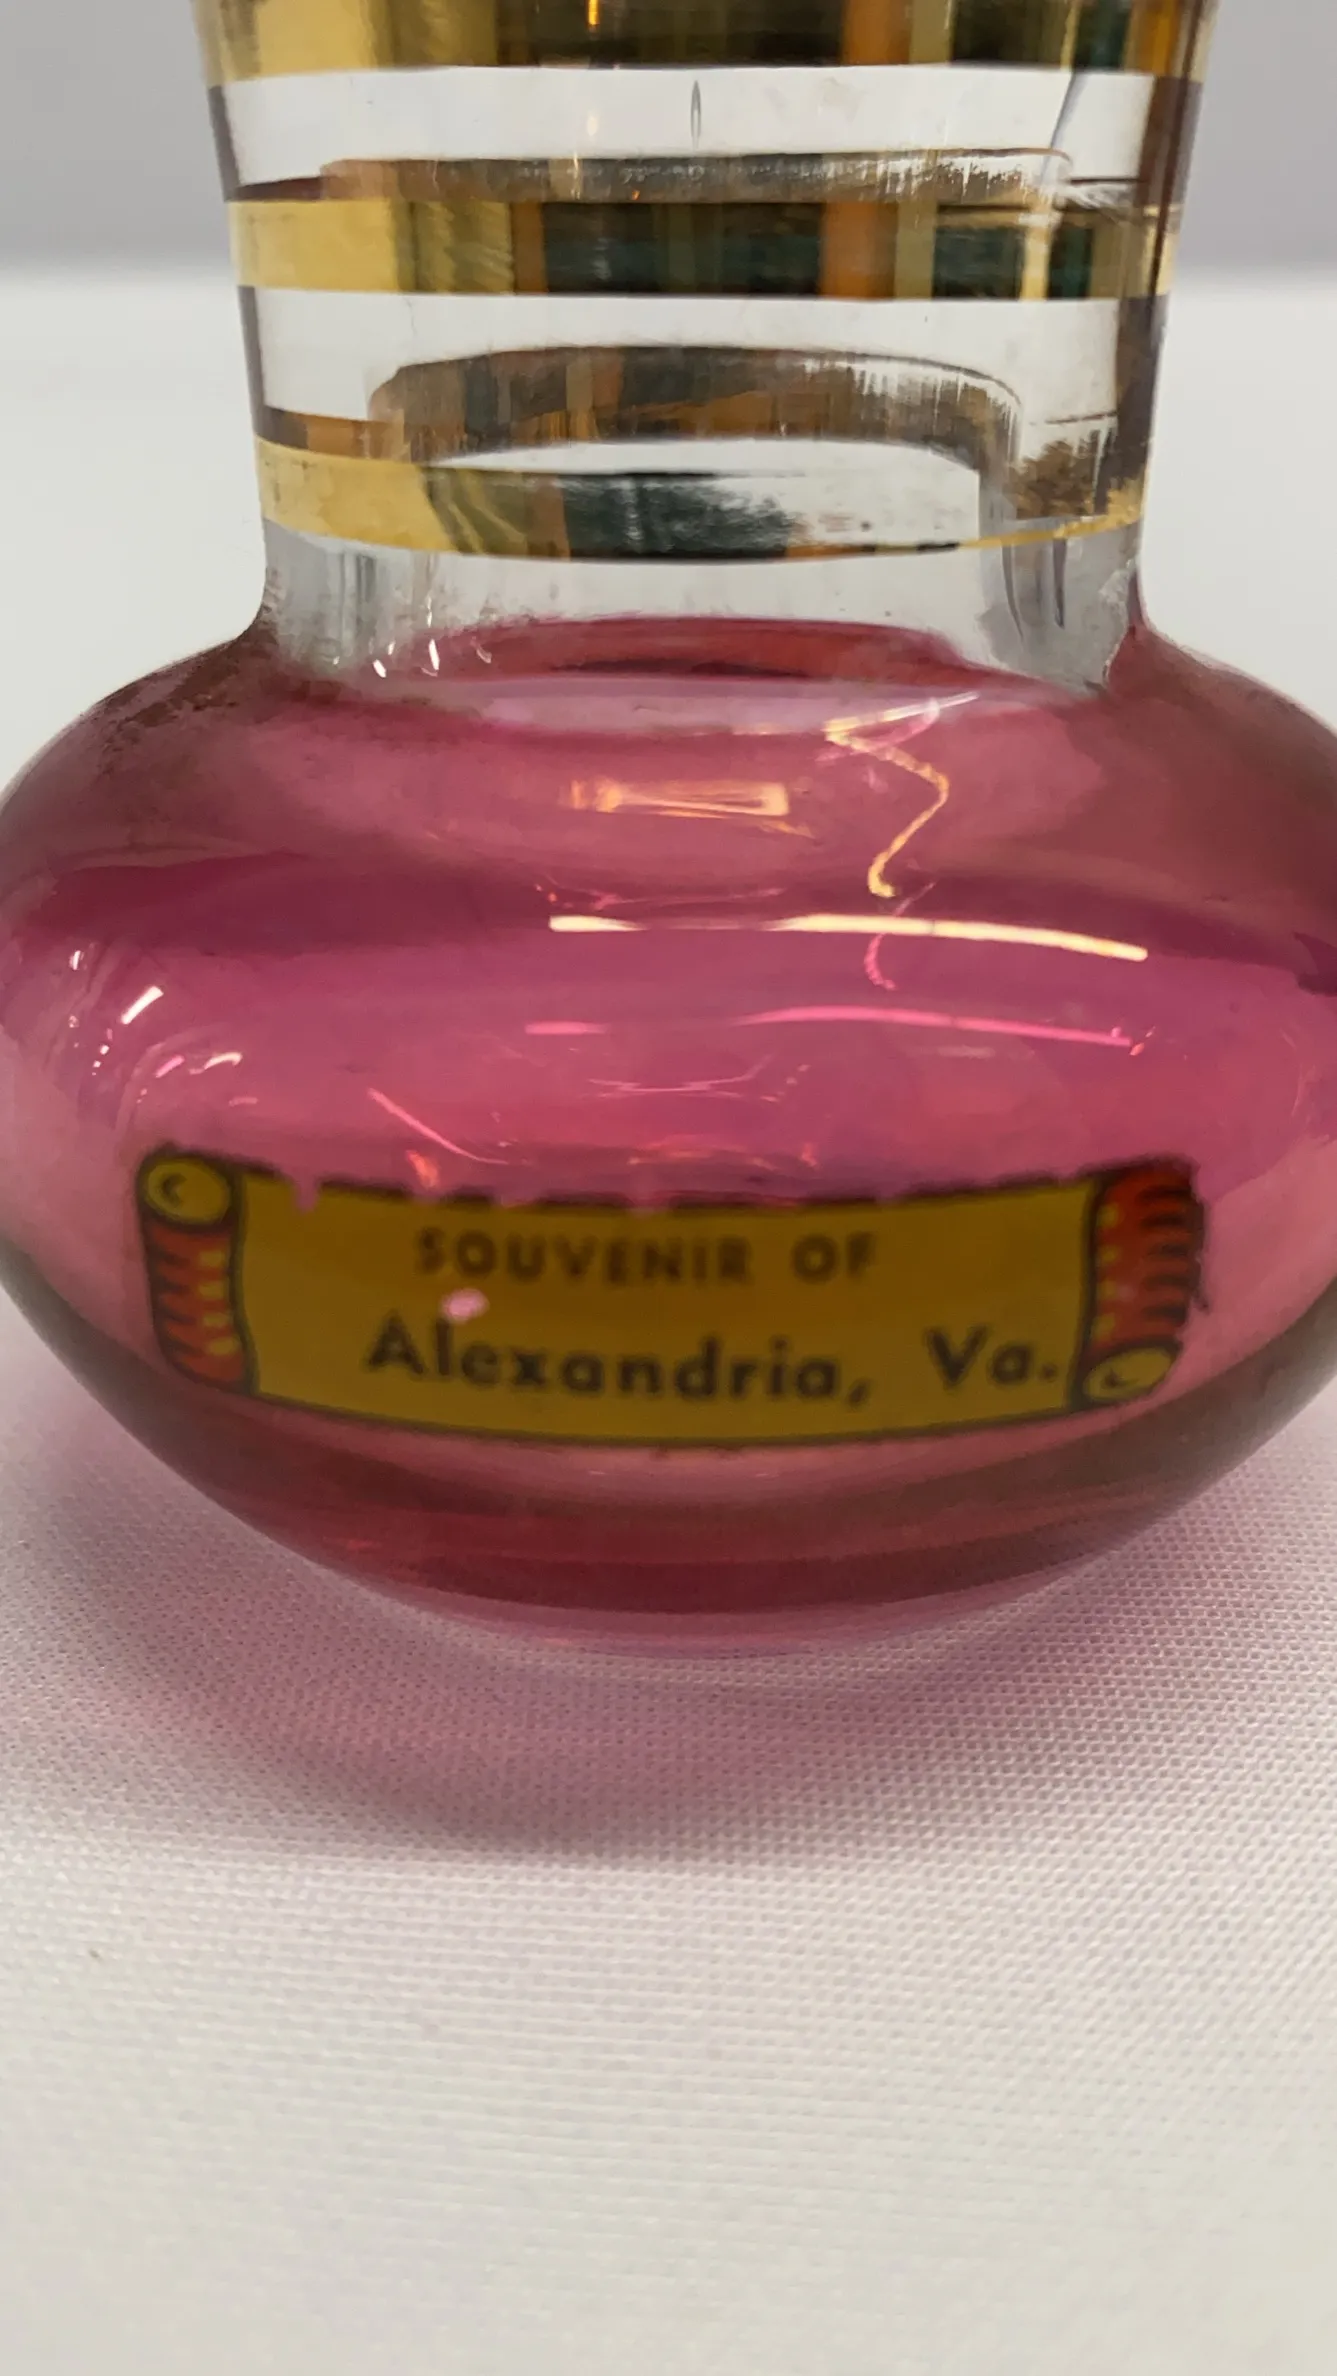 SOUVENIR OF
Alexandria, Va.